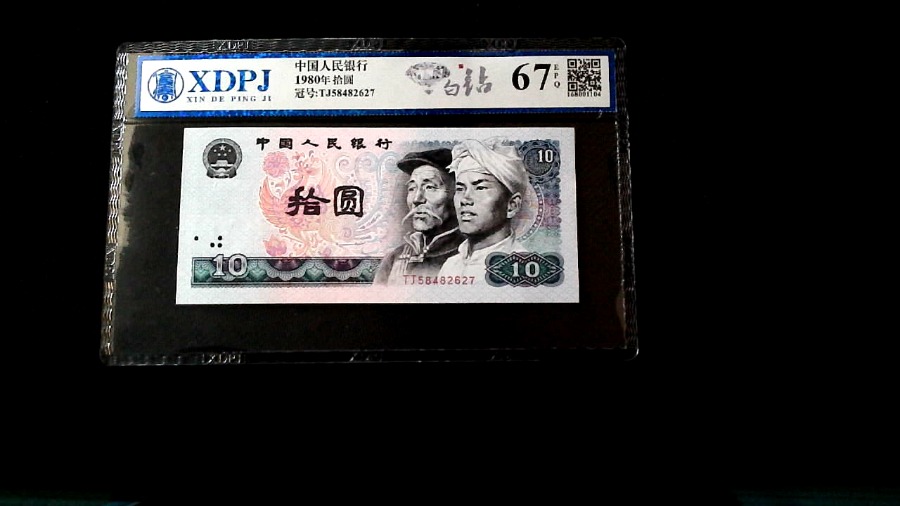 XDPJ
XDPJ
XIN DE PING JI
中国人民银行
1980年拾圆
冠号:TJ58482627
白钻
67
EPQ
中国人民银行
10
拾圆
10
10
TJ58482627
XDPJ